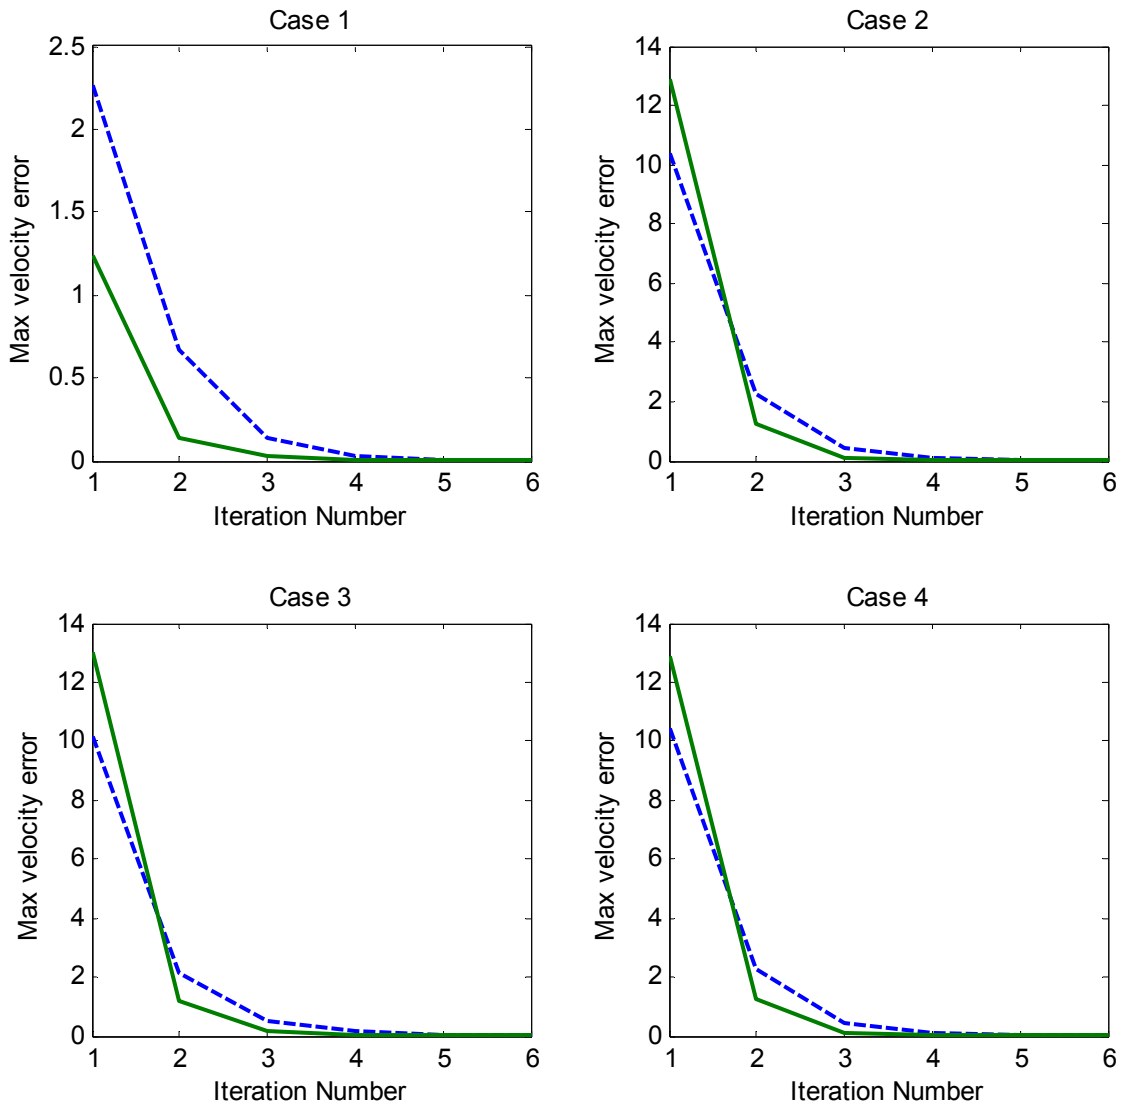 Case 1
Max velocity error
2.5
2
1.5
1
0.5
0
1 2 3 4 5 6
Iteration Number
Case 2
Max velocity error
14
12
10
8
6
4
2
0
1 2 3 4 5 6
Iteration Number
Case 3
Max velocity error
14
12
10
8
6
4
2
0
1 2 3 4 5 6
Iteration Number
Case 4
Max velocity error
14
12
10
8
6
4
2
0
1 2 3 4 5 6
Iteration Number